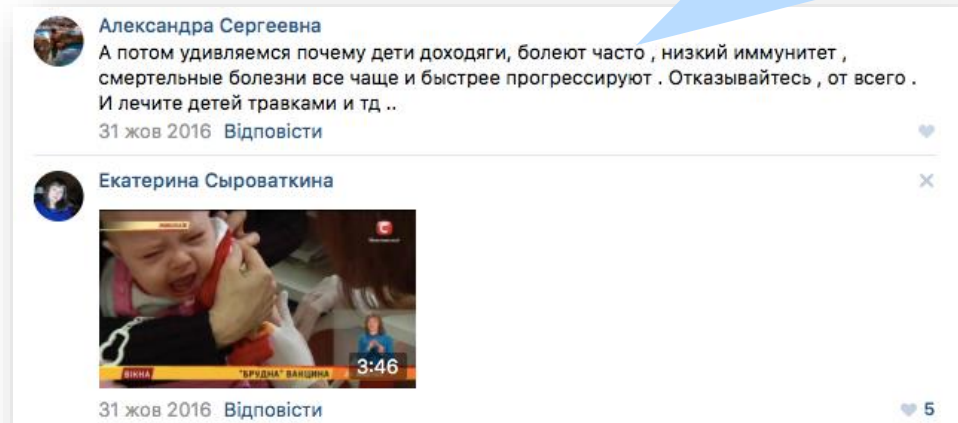 Александра Сергеевна
А потом удивляемся почему дети доходяги, болеют часто , низкий иммунитет ,
смертельные болезни все чаще и быстрее прогрессируют . Отказывайтесь , от всего .
И лечите детей травками и тд ..
31 жов 2016 Відповісти
Екатерина Сыроваткина
ВІКНА "БРУДНА" ВАКЦИНА 3:46
31 жов 2016 Відповісти 5